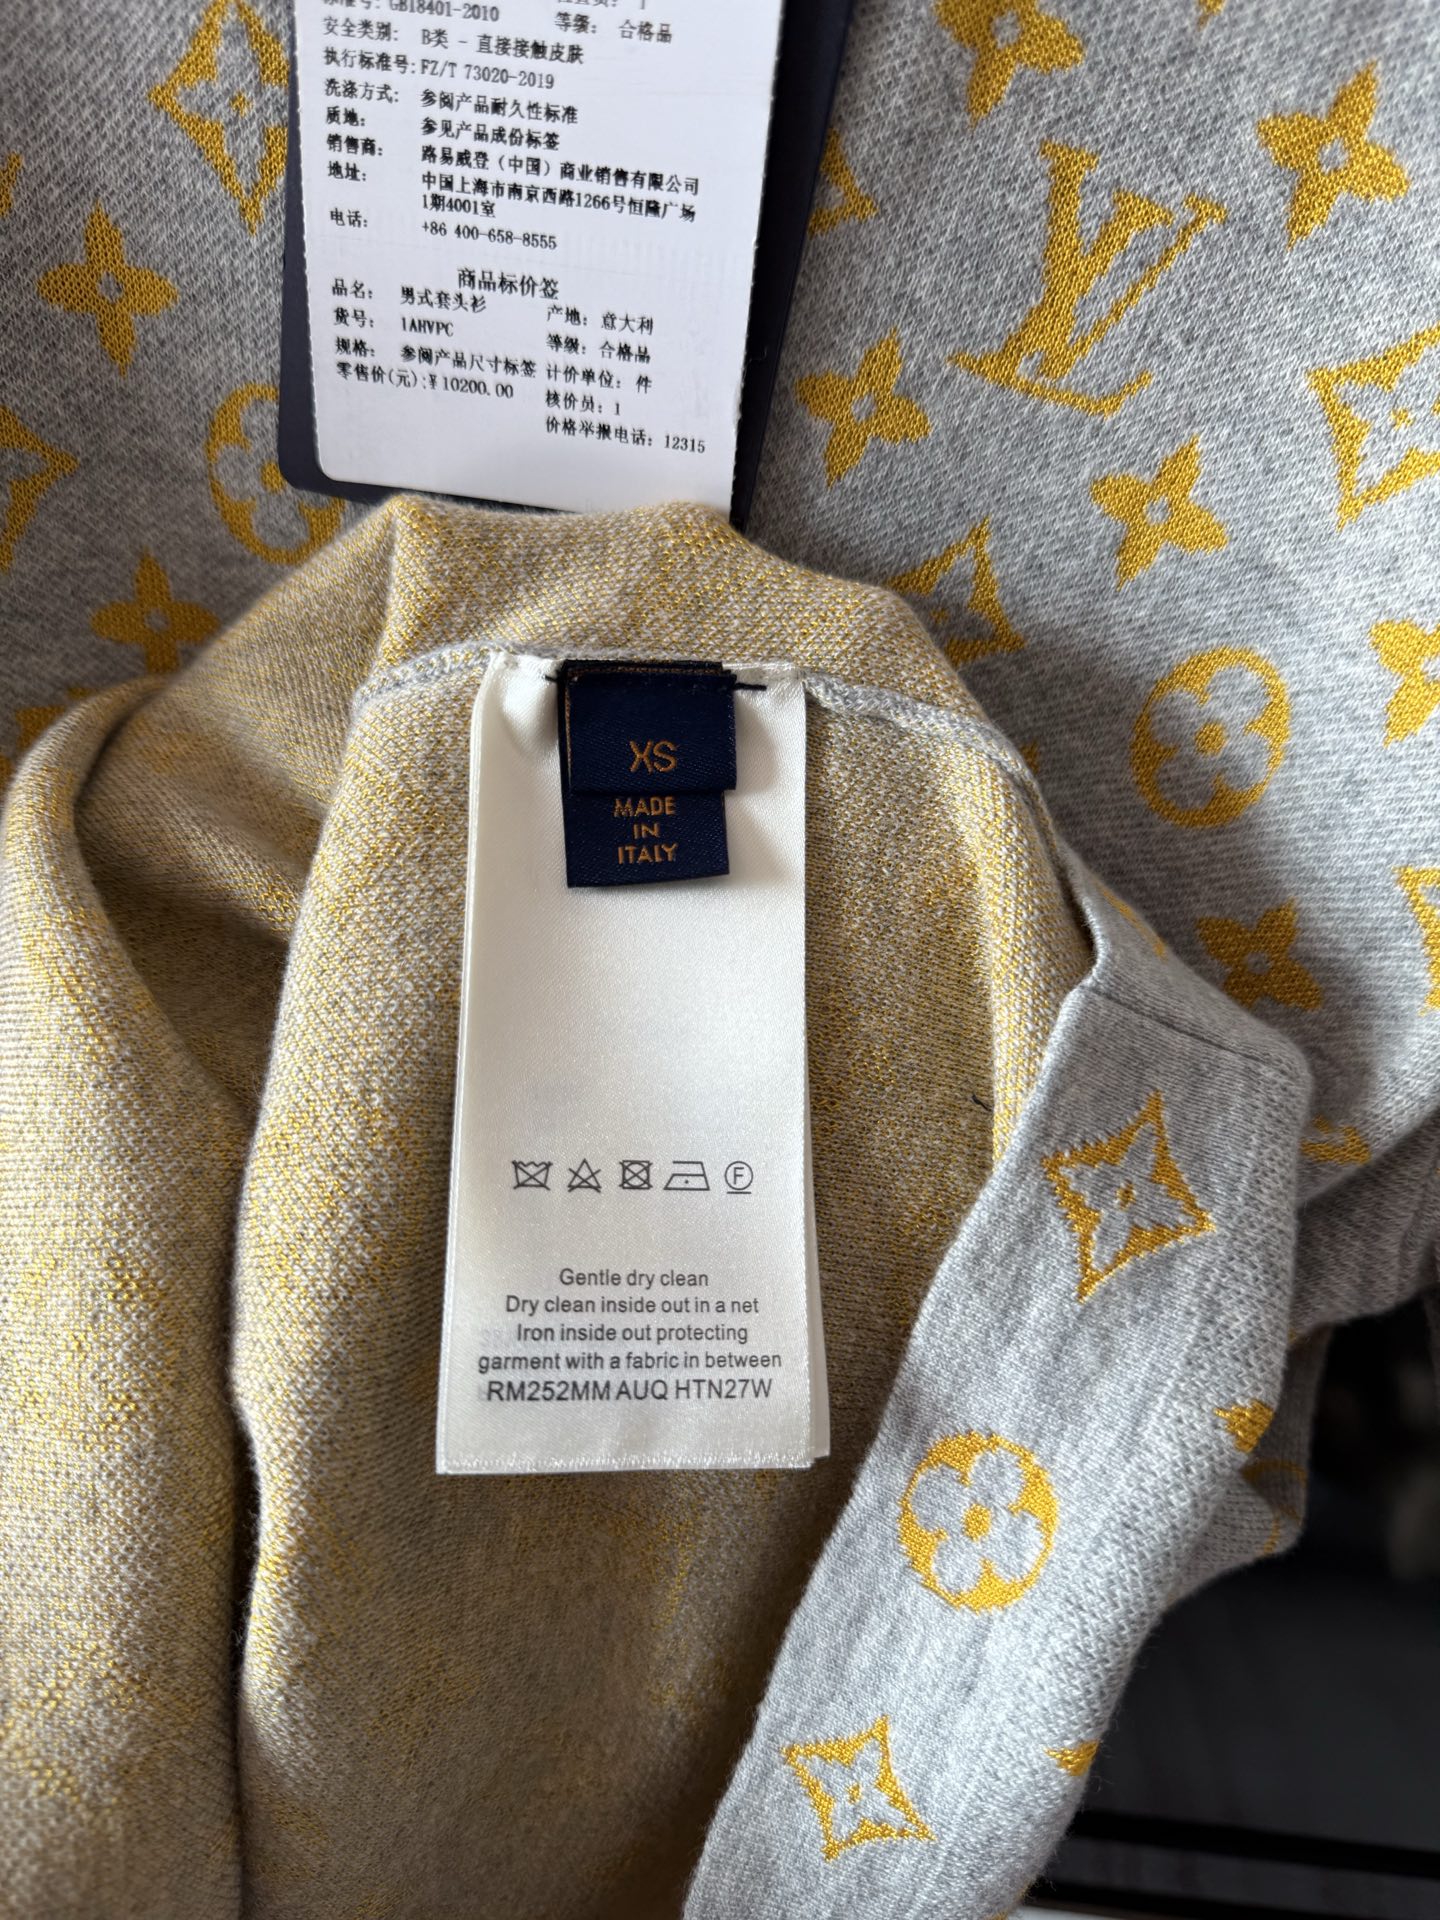 GB18401-2010
等级： 合格品
安全类别： B类 - 直接接触皮肤
执行标准号:FZ/T 73020-2019
洗涤方式： 参阅产品耐久性标准
质地： 参见产品成份标签
销售商： 路易威登（中国）商业销售有限公司
地址： 中国上海市南京西路1266号恒隆广场
1期4001室
电话： +86 400-658-8555
商品标价签
品名： 男式套头衫
产地： 意大利
货号： 1AHVPC
等级： 合格品
规格： 参阅产品尺寸标签
计价单位： 件
零售价(元):¥10200.00
核价员：1
价格举报电话： 12315
LV
XS
MADE
IN
ITALY
F
Gentle dry clean
Dry clean inside out in a net
Iron inside out protecting
garment with a fabric in between
RM252MM AUQ HTN27W